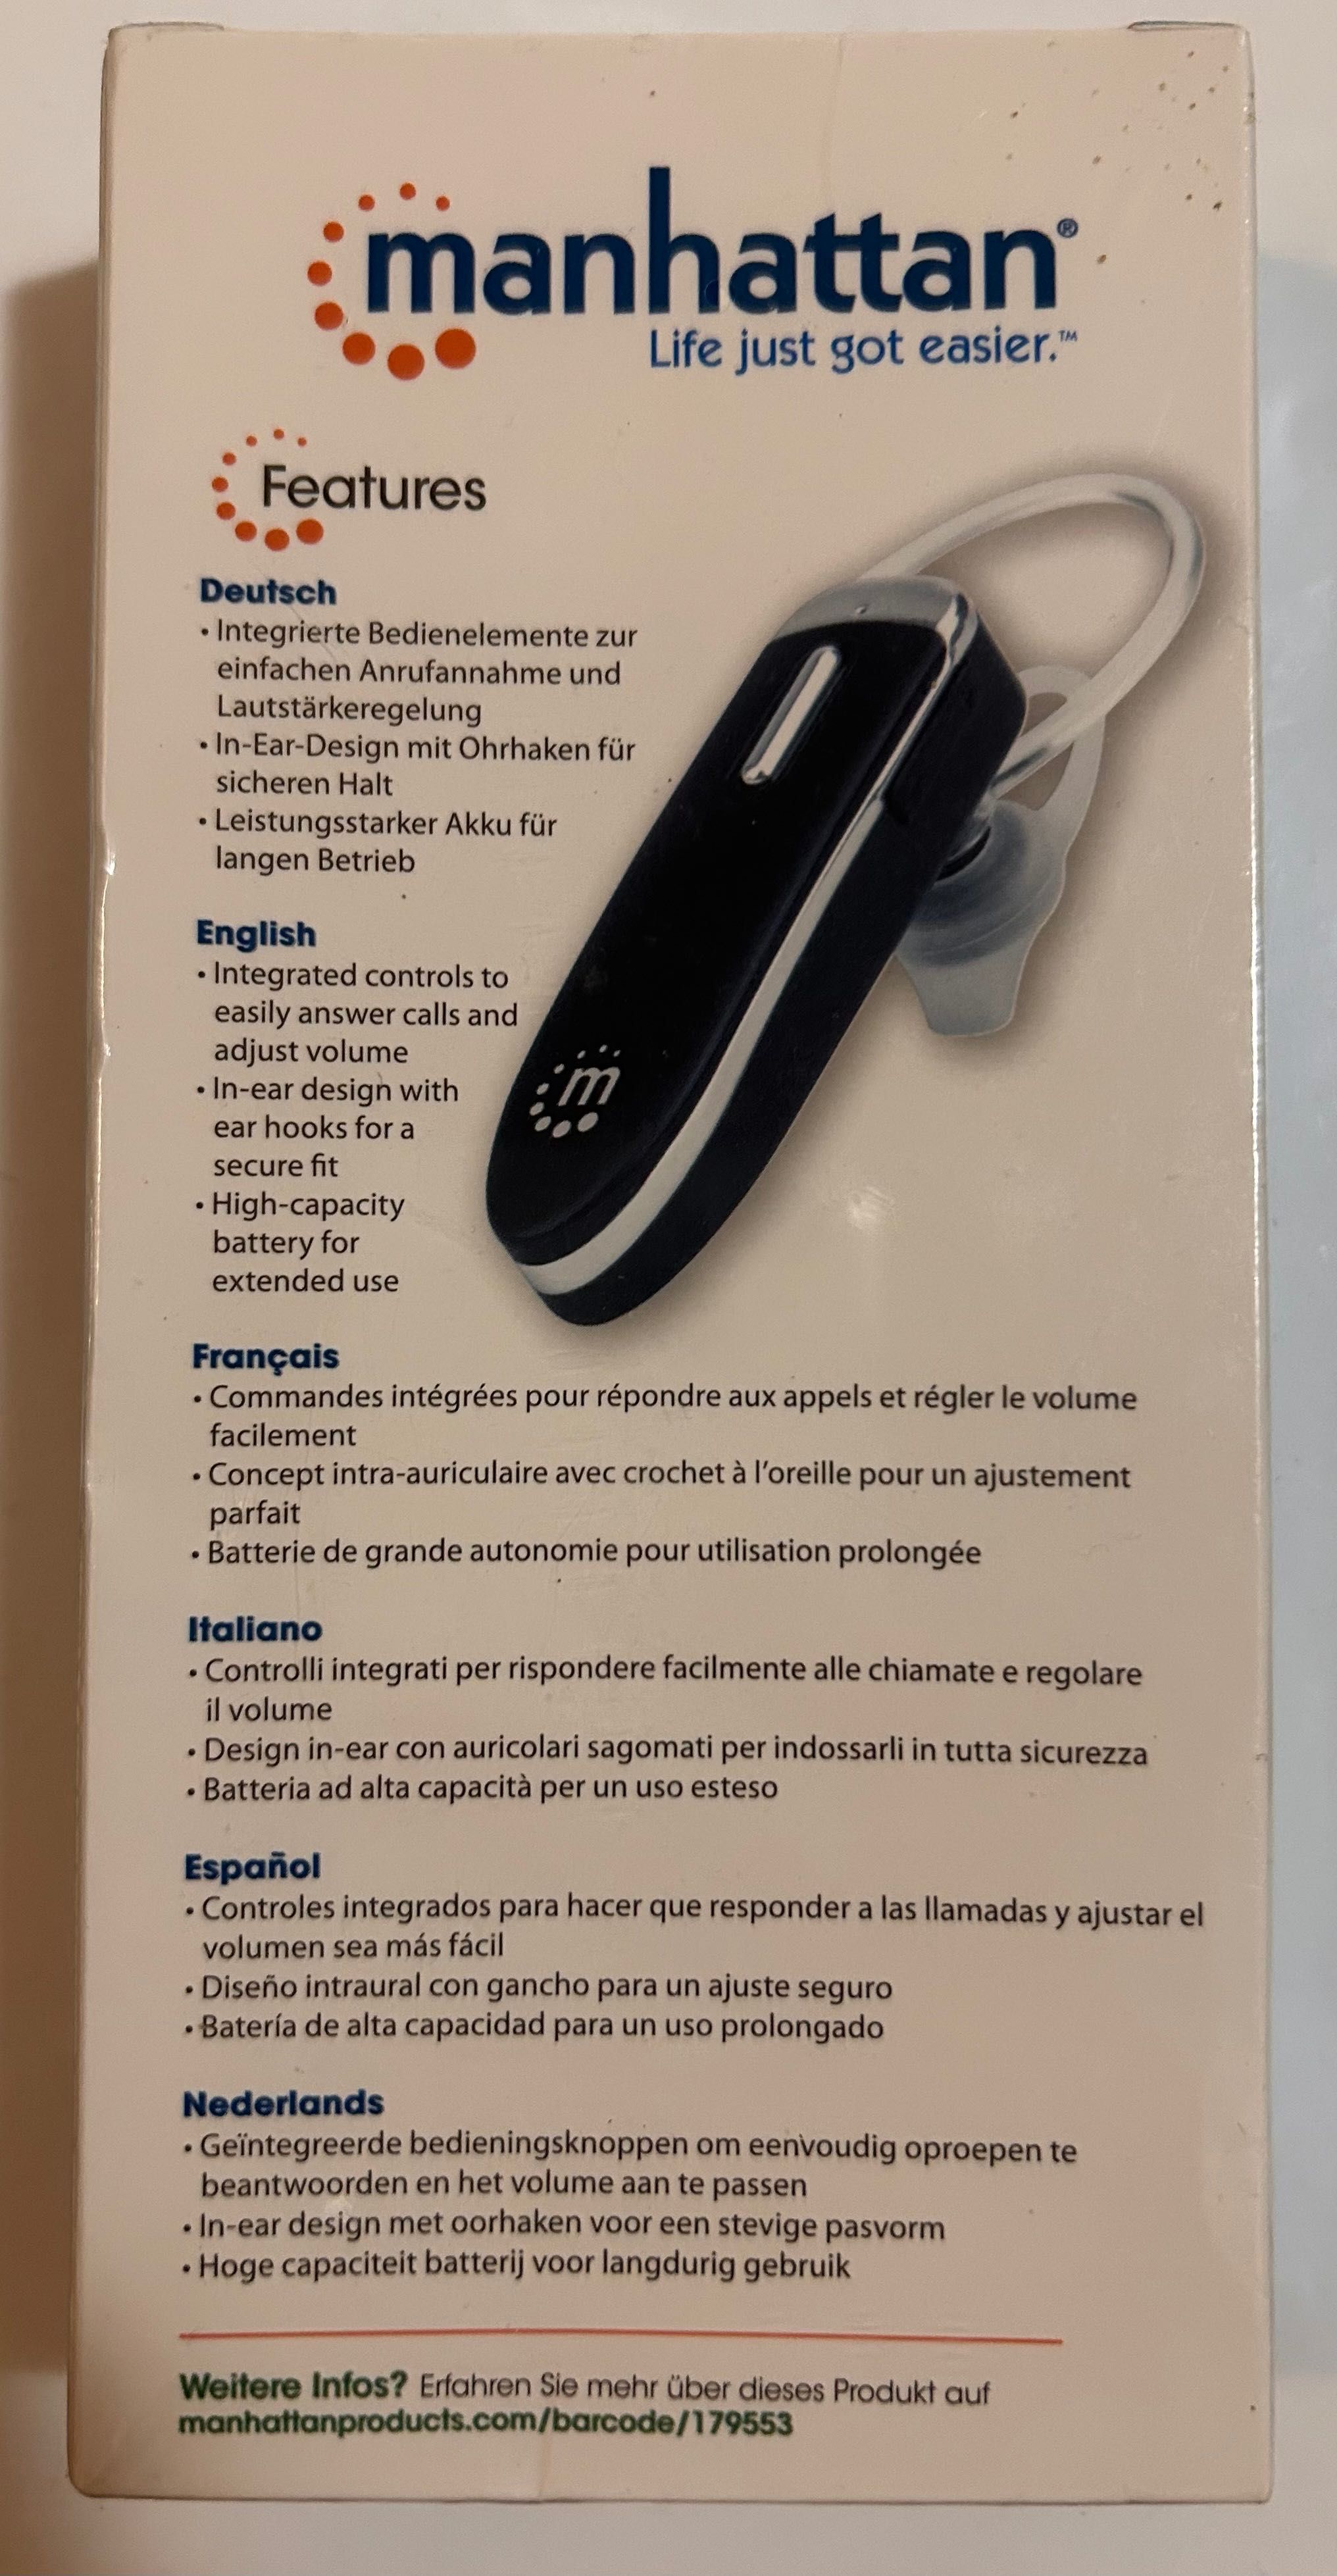 manhattan®
Life just got easier.™
Features
Deutsch
• Integrierte Bedienelemente zur
einfachen Anrufannahme und
Lautstärkeregelung
• In-Ear-Design mit Ohrhaken für
sicheren Halt
• Leistungsstarker Akku für
langen Betrieb
English
• Integrated controls to
easily answer calls and
adjust volume
• In-ear design with
ear hooks for a
secure fit
• High-capacity
battery for
extended use
m
Français
• Commandes intégrées pour répondre aux appels et régler le volume
facilement
• Concept intra-auriculaire avec crochet à l'oreille pour un ajustement
parfait
• Batterie de grande autonomie pour utilisation prolongée
Italiano
• Controlli integrati per rispondere facilmente alle chiamate e regolare
il volume
• Design in-ear con auricolari sagomati per indossarli in tutta sicurezza
• Batteria ad alta capacità per un uso esteso
Español
• Controles integrados para hacer que responder a las llamadas y ajustar el
volumen sea más fácil
• Diseño intraural con gancho para un ajuste seguro
• Batería de alta capacidad para un uso prolongado
Nederlands
• Geïntegreerde bedieningsknoppen om eenvoudig oproepen te
beantwoorden en het volume aan te passen
• In-ear design met oorhaken voor een stevige pasvorm
• Hoge capaciteit batterij voor langdurig gebruik
Weitere Infos? Erfahren Sie mehr über dieses Produkt auf
manhattanproducts.com/barcode/179553